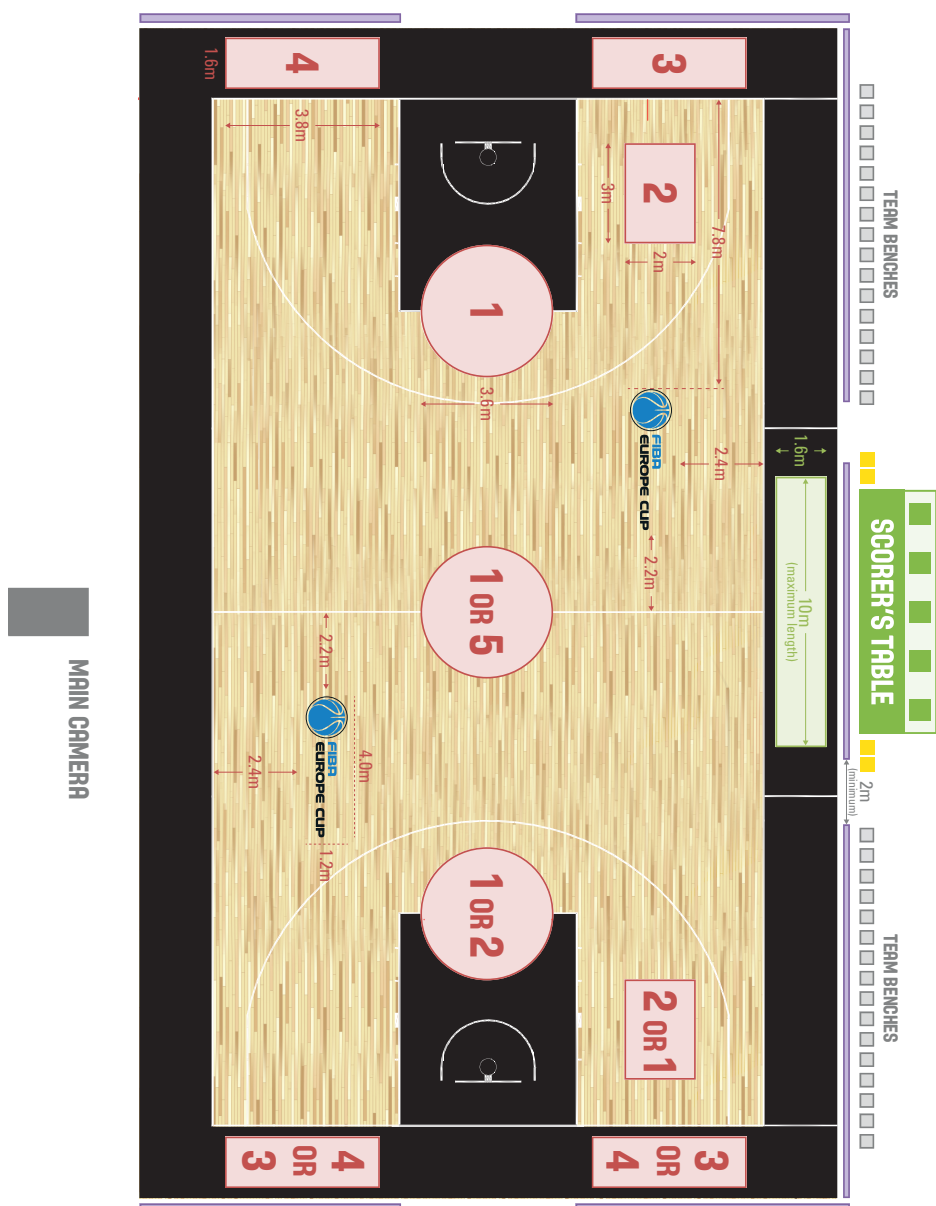 4
3
1.6m
3.8m
2
3m
2m
7.8m
TEAM BENCHES
1
3.6m
FIBA
EUROPE CUP
2.4m
1.6m
2.2m
SCORER'S TABLE
10m
(maximum length)
1 OR 5
MAIN CAMERA
2.2m
FIBA
EUROPE CUP
4.0m
2.4m
1.2m
2m
(minimum)
1 OR 2
2 OR 1
TEAM BENCHES
4
OR
3
3
OR
4